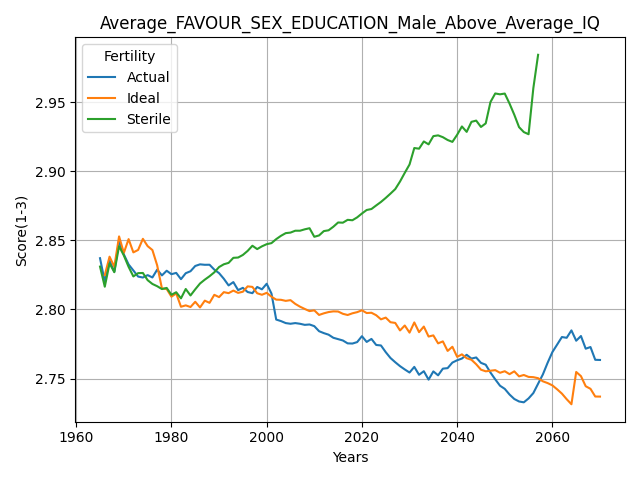 Average_FAVOUR_SEX_EDUCATION_Male_Above_Average_IQ
Fertility
Actual
Ideal
Sterile
Score(1-3)
2.95
2.90
2.85
2.80
2.75
1960
1980
2000
2020
2040
2060
Years